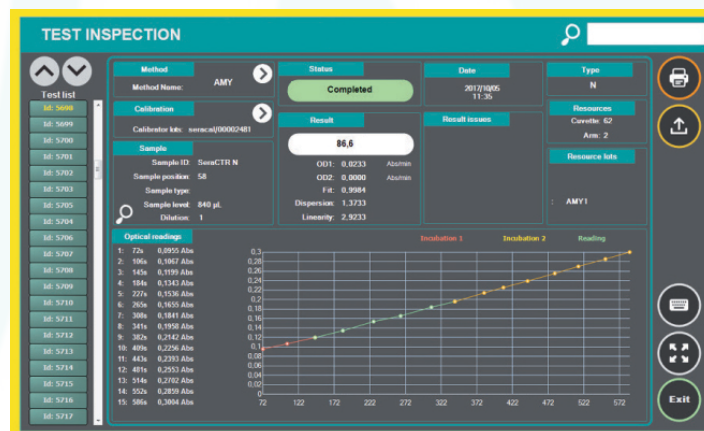 TEST INSPECTION
Test list
Id: 5698
Id: 5699
Id: 5700
Id: 5701
Id: 5702
Id: 5703
Id: 5705
Id: 5704
Id: 5706
Id: 5707
Id: 5708
Id: 5709
Id: 5710
Id: 5711
Id: 5712
Id: 5713
Id: 5714
Id: 5715
Id: 5716
Id: 5717
Method
Method Name: AMY
Calibration
Calibrator lots: seracal/00002481
Sample
Sample ID: SeraCTR N
Sample position: 58
Sample type:
Sample level: 840 µL
Dilution: 1
Status
Completed
Result
86,6
OD1: 0,0233 Abs/min
OD2: 0,0000 Abs/min
Fit: 0,9984
Dispersion: 1,3733
Linearity: 2,9233
Date
2017/10/05
11:35
Result issues
Type
N
Resources
Cuvette: 62
Arm: 2
Resource lots
: AMY1
Optical readings
1: 72s 0,0955 Abs
2: 106s 0,1067 Abs
3: 145s 0,1199 Abs
4: 184s 0,1343 Abs
5: 227s 0,1536 Abs
6: 265s 0,1655 Abs
7: 300s 0,1841 Abs
8: 341s 0,1958 Abs
9: 382s 0,2142 Abs
10: 409s 0,2256 Abs
11: 443s 0,2393 Abs
12: 481s 0,2553 Abs
13: 514s 0,2702 Abs
14: 552s 0,2859 Abs
15: 586s 0,3004 Abs
Incubation 1 Incubation 2 Reading
0,3
0,28
0,26
0,24
0,22
0,2
0,18
0,16
0,14
0,12
0,1
0,08
0,06
0,04
0,02
0
72 122 172 222 272 322 372 422 472 522 572
Exit